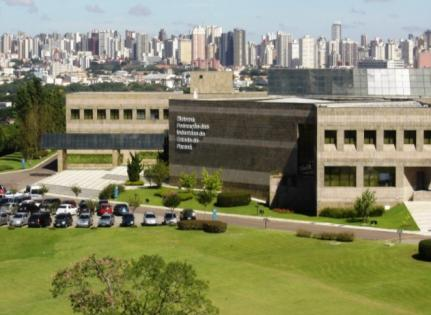 Sistema
Federação das
Indústrias do
Estado do
Paraná